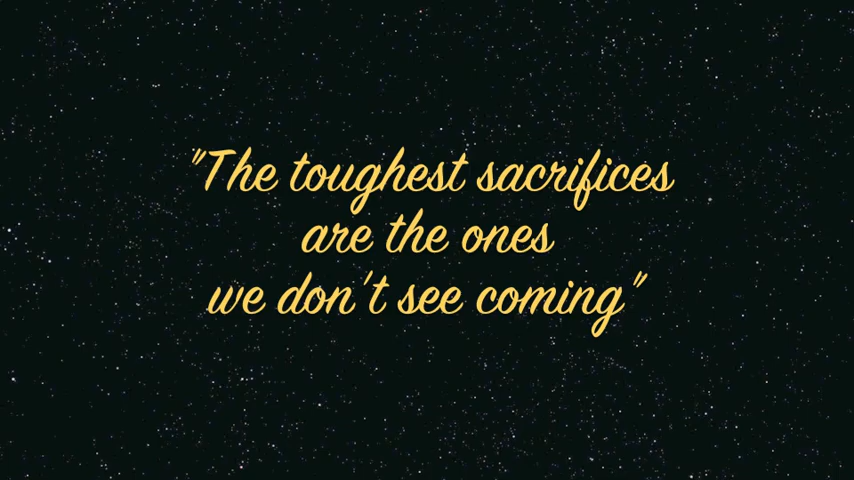 "The toughest sacrifices
are the ones
we don't see coming"